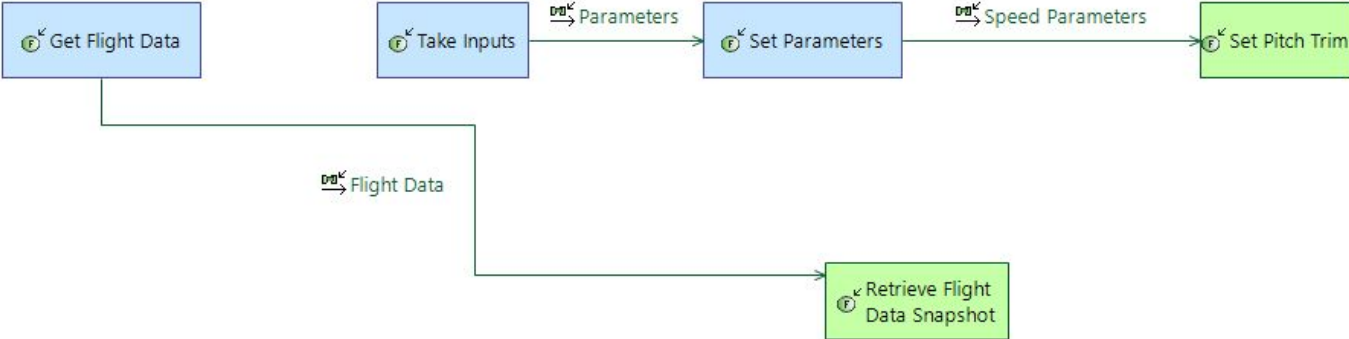 Parameters
Speed Parameters
Get Flight Data
Take Inputs
Set Parameters
Set Pitch Trim
Flight Data
Retrieve Flight
Data Snapshot